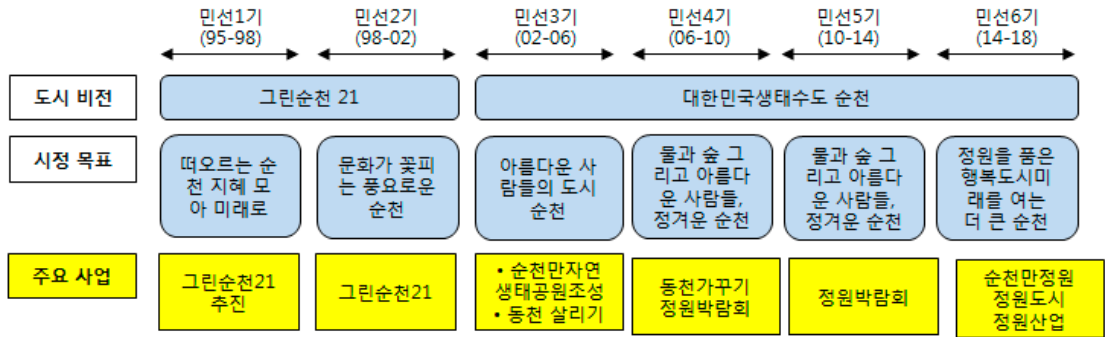 민선1기
(95-98)
민선2기
(98-02)
민선3기
(02-06)
민선4기
(06-10)
민선5기
(10-14)
민선6기
(14-18)
도시 비전
그린순천 21
대한민국생태수도 순천
시정 목표
떠오르는 순
천 지혜 모
아 미래로
문화가 꽃피
는 풍요로운
순천
아름다운 사
람들의 도시
순천
물과 숲 그
리고 아름다
운 사람들,
정겨운 순천
물과 숲 그
리고 아름다
운 사람들,
정겨운 순천
정원을 품은
행복도시미
래를 여는
더 큰 순천
주요 사업
그린순천21
추진
그린순천21
• 순천만자연
생태공원조성
• 동천 살리기
동천가꾸기
정원박람회
정원박람회
순천만정원
정원도시
정원산업